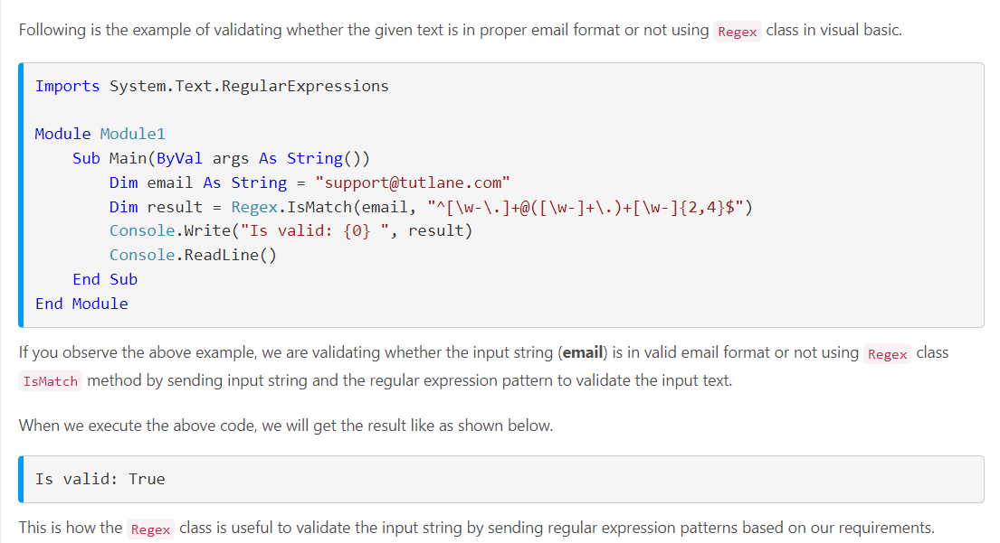 Following is the example of validating whether the given text is in proper email format or not using Regex class in visual basic.
Imports System.Text.RegularExpressions
Module Module1
Sub Main(ByVal args As String())
Dim email As String = "support@tutlane.com"
Dim result = Regex.IsMatch(email, "^[\w-\.]+@([\w-]+\.)+[\w-]{2,4}$")
Console.Write("Is valid: {0} ", result)
Console.ReadLine()
End Sub
End Module
If you observe the above example, we are validating whether the input string (email) is in valid email format or not using Regex class
IsMatch method by sending input string and the regular expression pattern to validate the input text.
When we execute the above code, we will get the result like as shown below.
Is valid: True
This is how the Regex class is useful to validate the input string by sending regular expression patterns based on our requirements.